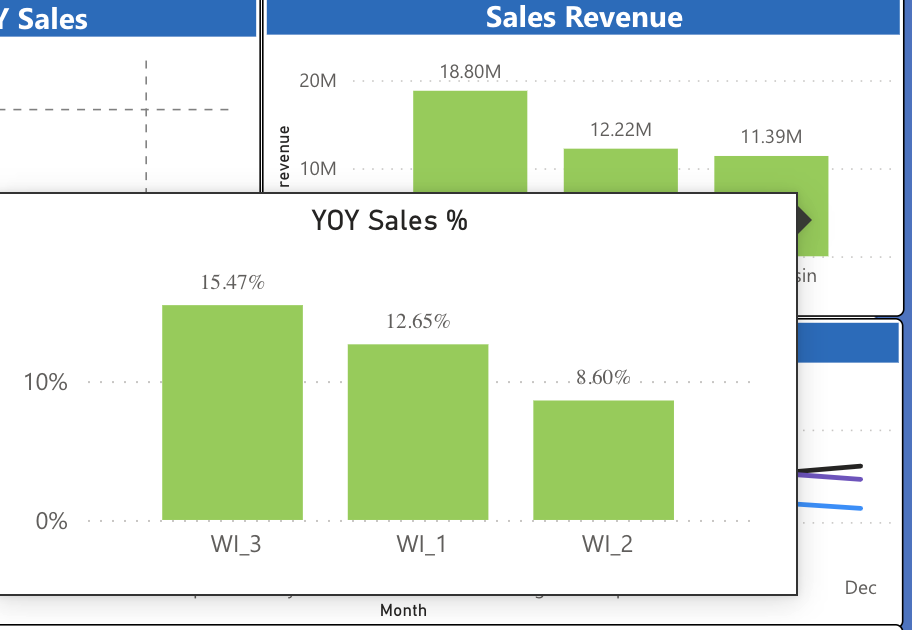 Y Sales
Sales Revenue
20M
10M
revenue
18.80M
12.22M
11.39M
sin
YOY Sales %
15.47%
12.65%
8.60%
10%
0%
WI_3
WI_1
WI_2
Dec
Month